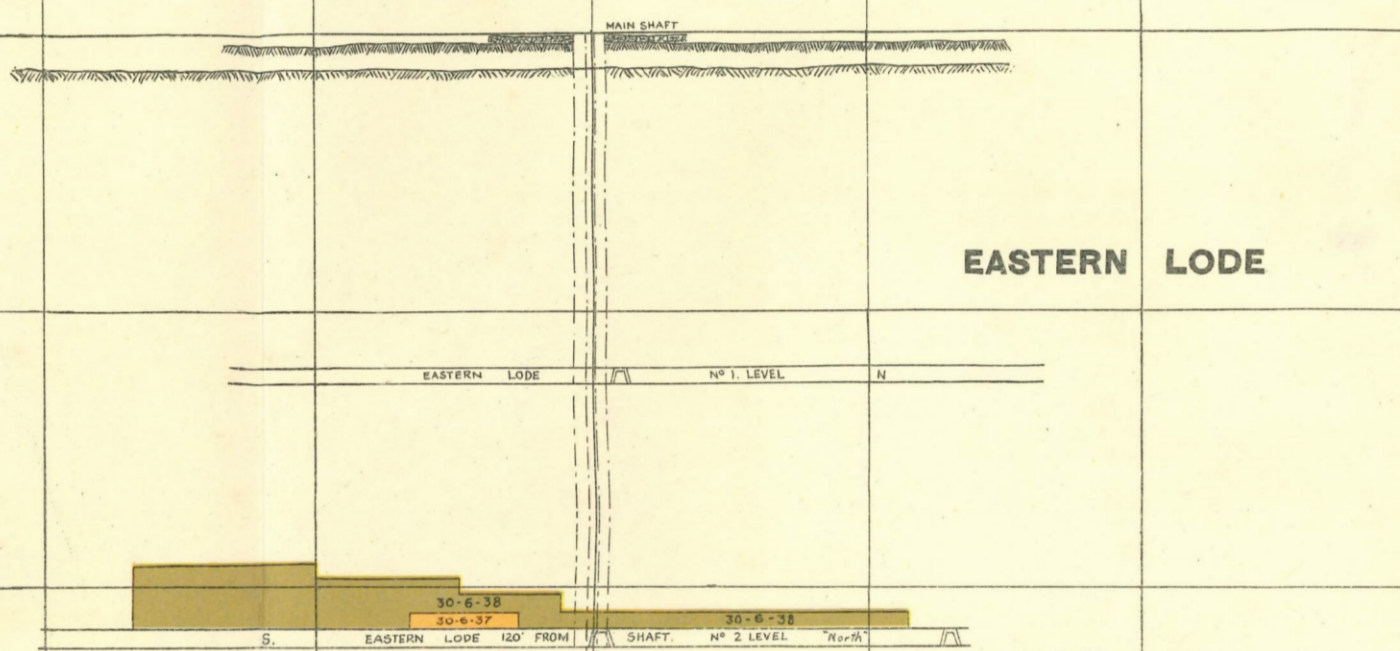 MAIN SHAFT
EASTERN LODE
EASTERN LODE Nº 1. LEVEL N
30-6-38
30-6-37
30-6-38
S. EASTERN LODE 120' FROM SHAFT. Nº 2 LEVEL "North"